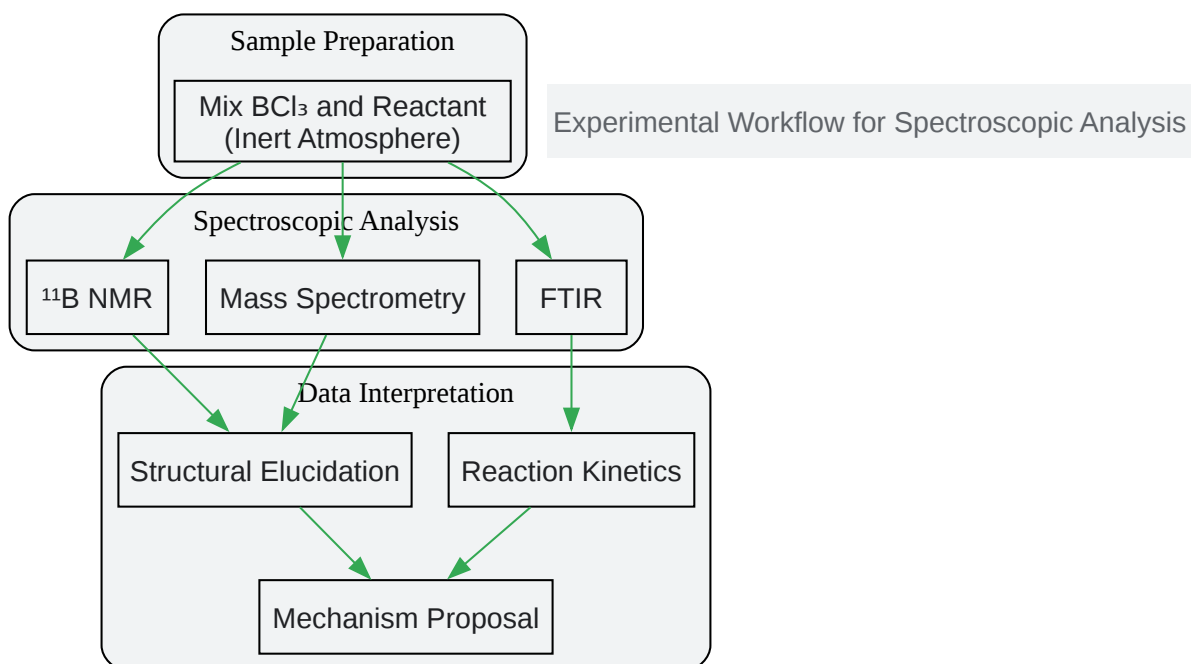 Sample Preparation
Mix BCl₃ and Reactant
(Inert Atmosphere)
Experimental Workflow for Spectroscopic Analysis
Spectroscopic Analysis
¹¹B NMR
Mass Spectrometry
FTIR
Data Interpretation
Structural Elucidation
Reaction Kinetics
Mechanism Proposal